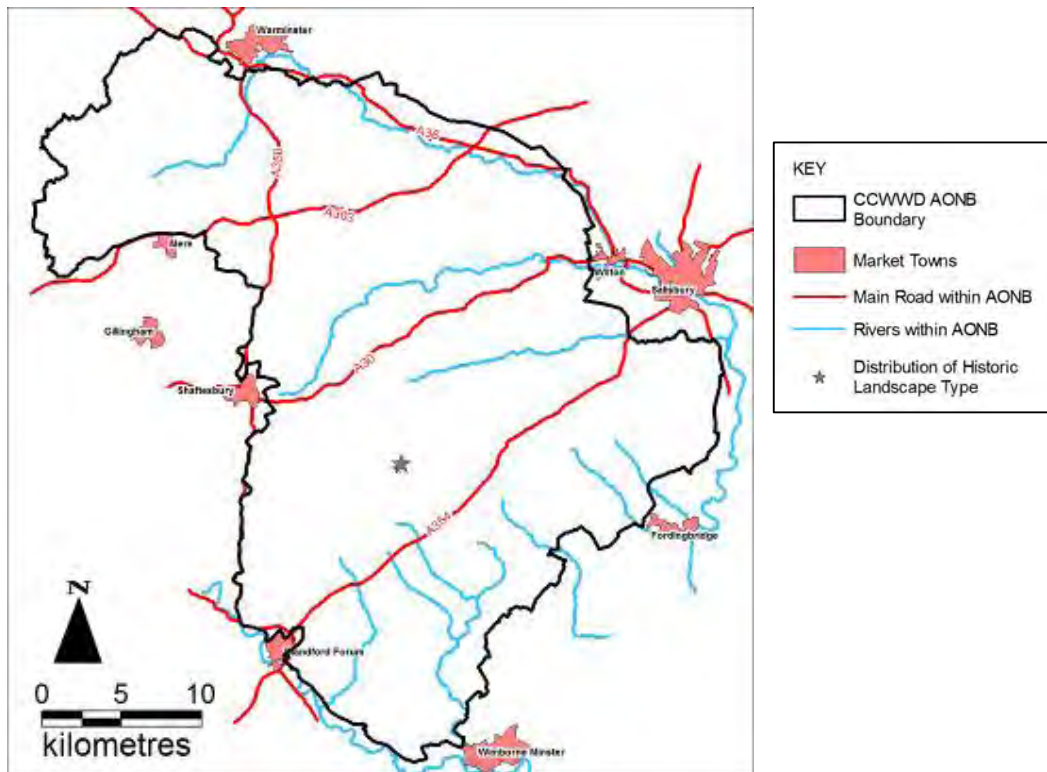 Warminster
A36
A350
A303
Mere
Wilton
Salisbury
Gillingham
A30
Shaftesbury
A354
Fordingbridge
N
Blandford Forum
0 5 10
kilometres
Wimborne Minster
KEY
CCWWD AONB
Boundary
Market Towns
Main Road within AONB
Rivers within AONB
Distribution of Historic
Landscape Type